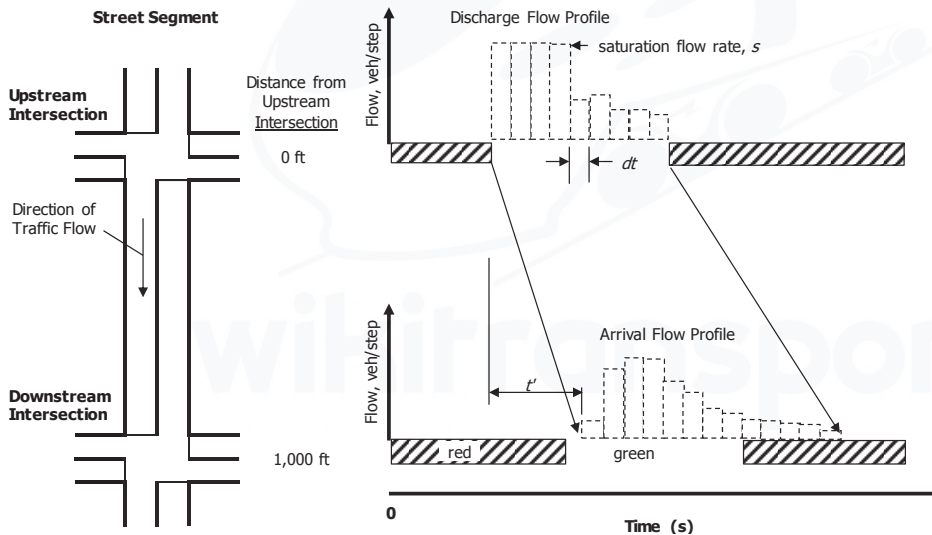 Street Segment
Upstream
Intersection
Distance from
Upstream
Intersection
0 ft
Direction of
Traffic Flow
Downstream
Intersection
1,000 ft
Discharge Flow Profile
Flow, veh/step
saturation flow rate, s
dt
Arrival Flow Profile
Flow, veh/step
t'
red
green
0
Time (s)
wikitranspor